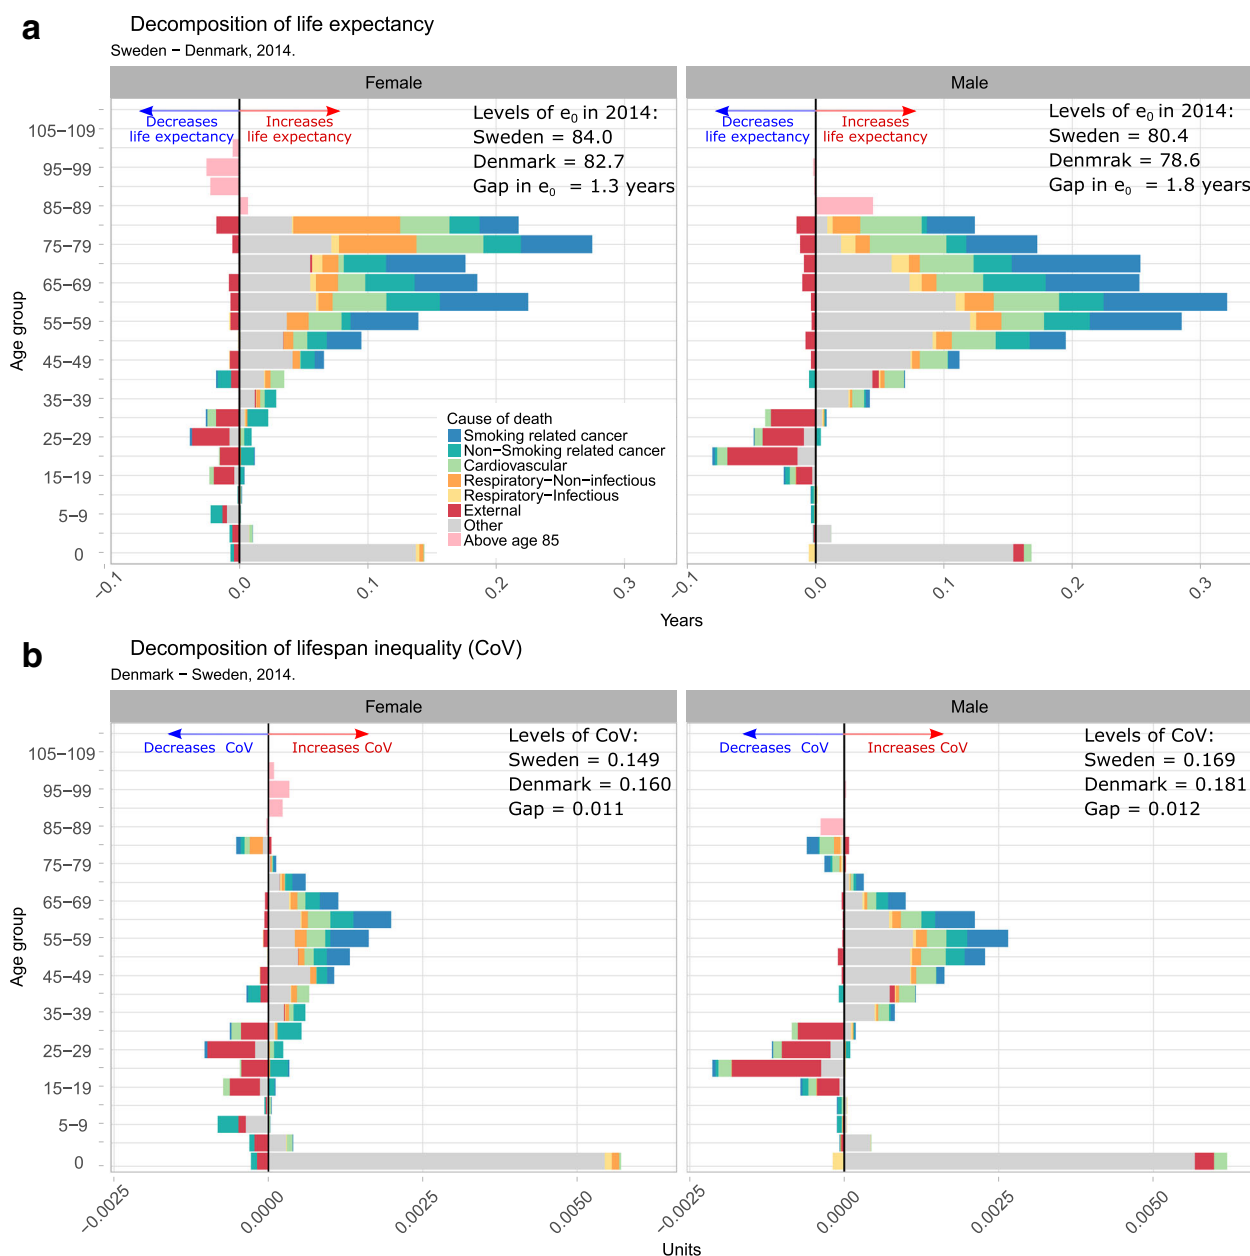 a
Decomposition of life expectancy
Sweden − Denmark, 2014.
Female
Male
Decreases
life expectancy
Increases
life expectancy
Levels of e0 in 2014:
Sweden = 84.0
Denmark = 82.7
Gap in e0 = 1.3 years
Decreases
life expectancy
Increases
life expectancy
Levels of e0 in 2014:
Sweden = 80.4
Denmrak = 78.6
Gap in e0 = 1.8 years
Age group
105−109
95−99
85−89
75−79
65−69
55−59
45−49
35−39
25−29
15−19
5−9
0
Cause of death
Smoking related cancer
Non−Smoking related cancer
Cardiovascular
Respiratory−Non−infectious
Respiratory−Infectious
External
Other
Above age 85
−0.1
0.0
0.1
0.2
0.3
−0.1
0.0
0.1
0.2
0.3
Years
b
Decomposition of lifespan inequality (CoV)
Denmark − Sweden, 2014.
Female
Male
Decreases CoV
Increases CoV
Levels of CoV:
Sweden = 0.149
Denmark = 0.160
Gap = 0.011
Decreases CoV
Increases CoV
Levels of CoV:
Sweden = 0.169
Denmark = 0.181
Gap = 0.012
Age group
105−109
95−99
85−89
75−79
65−69
55−59
45−49
35−39
25−29
15−19
5−9
0
−0.0025
0.0000
0.0025
0.0050
−0.0025
0.0000
0.0025
0.0050
Units